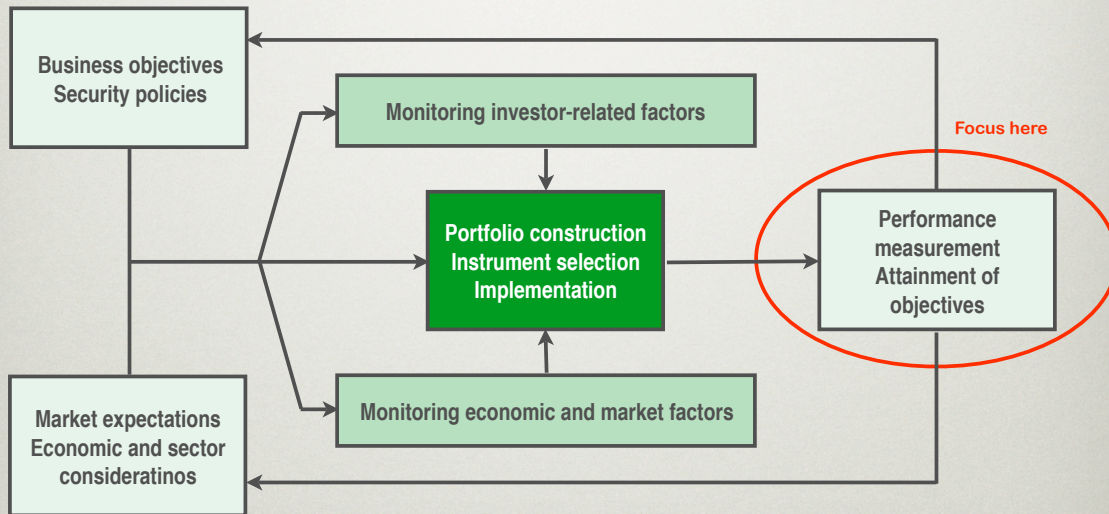 Business objectives
Security policies
Monitoring investor-related factors
Focus here
Portfolio construction
Instrument selection
Implementation
Performance
measurement
Attainment of
objectives
Market expectations
Economic and sector
consideratinos
Monitoring economic and market factors